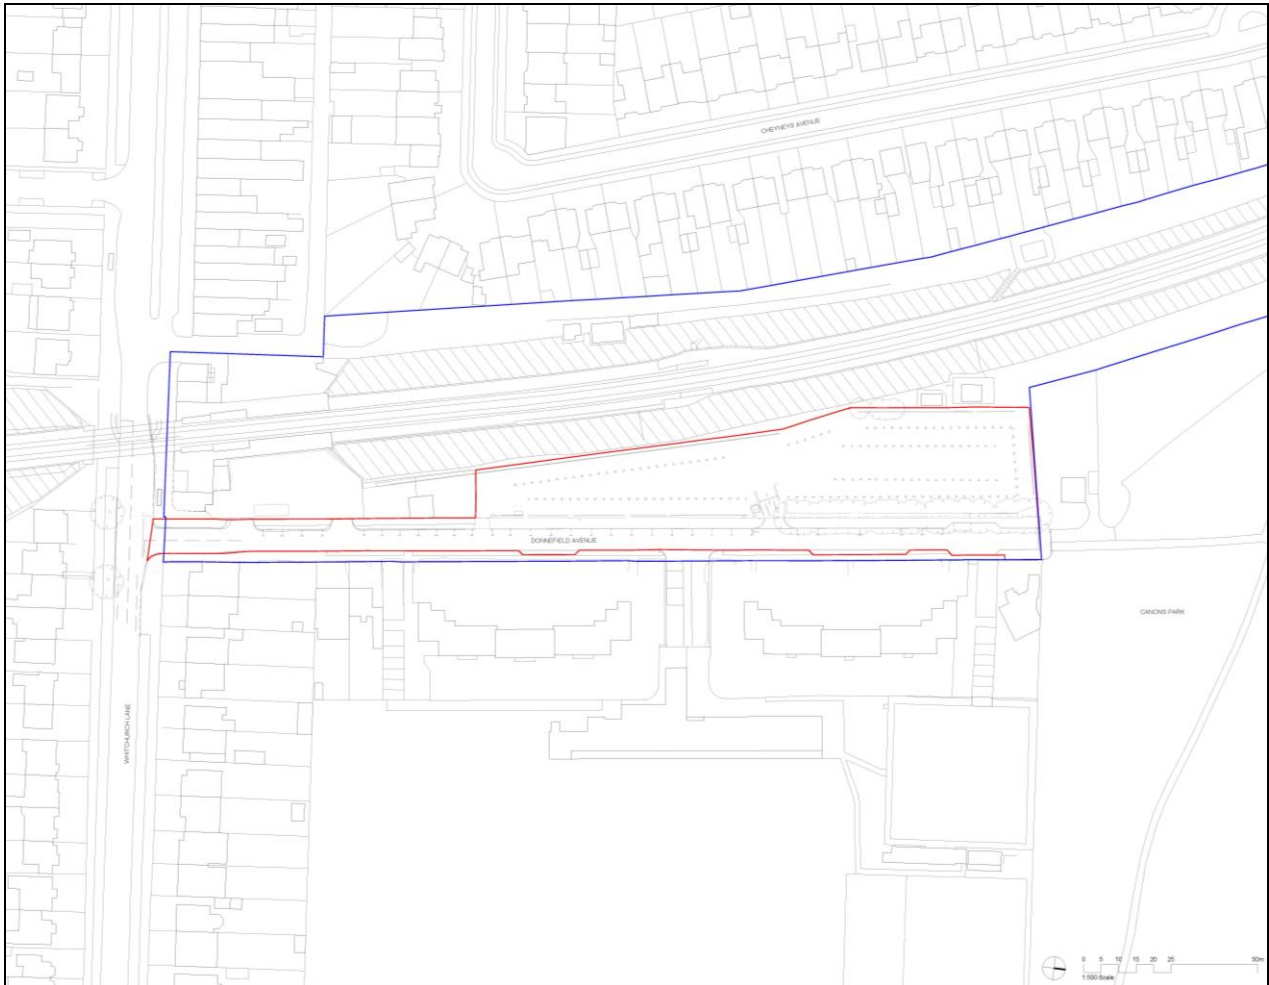 CHEYNEYS AVENUE
DONNEFIELD AVENUE
CANONS PARK
WHITCHURCH LANE
0 5 10 15 20 25 50m
1:500 Scale